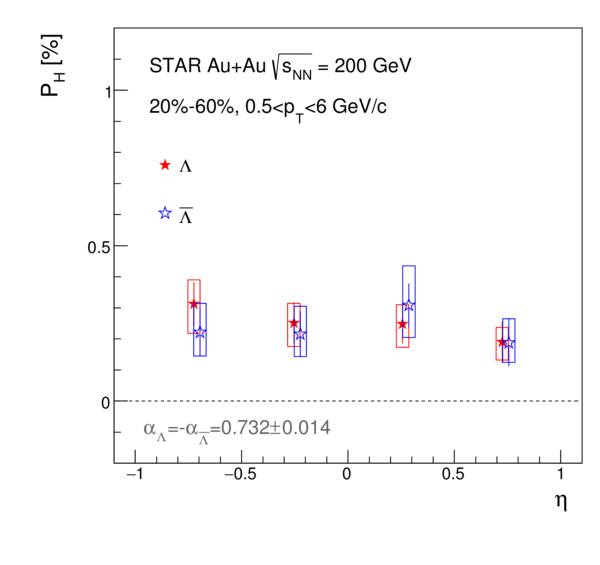 P_H [%]
STAR Au+Au √s_NN = 200 GeV
20%-60%, 0.5<p_T<6 GeV/c
Λ
Λ̅
1
0.5
0
α_Λ=-α_Λ̅=0.732±0.014
−1 −0.5 0 0.5 1
η